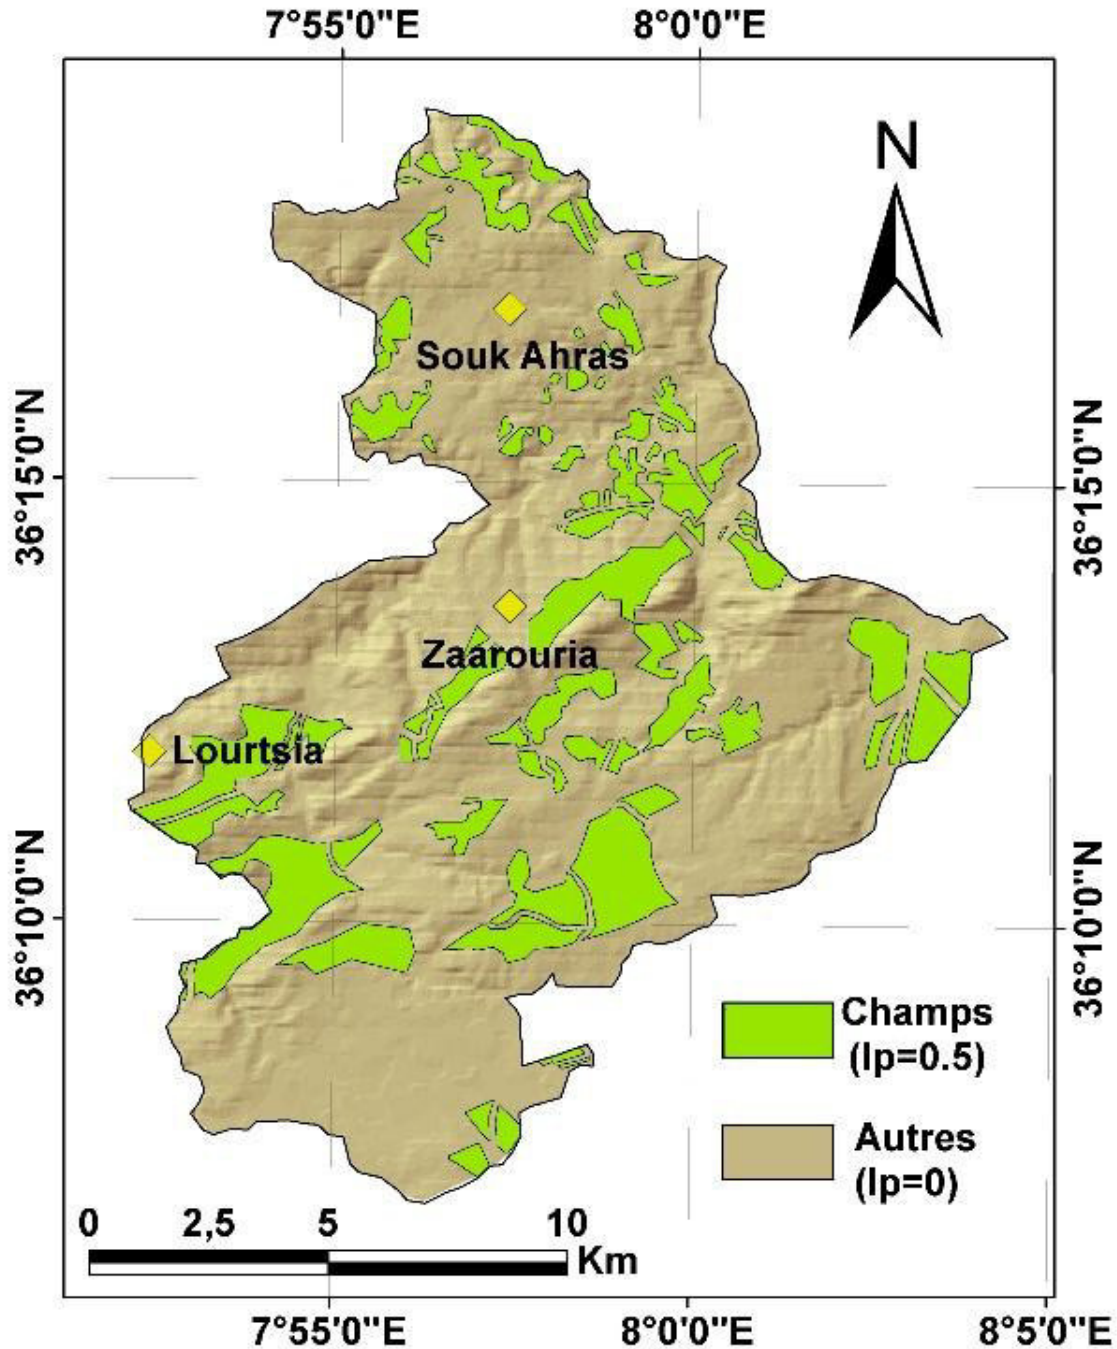 7°55'0"E 8°0'0"E
N
Souk Ahras
36°15'0"N 36°15'0"N
Zaarouria
Lourtsia
36°10'0"N 36°10'0"N
Champs
(Ip=0.5)
Autres
(Ip=0)
0 2,5 5 10
Km
7°55'0"E 8°0'0"E 8°5'0"E